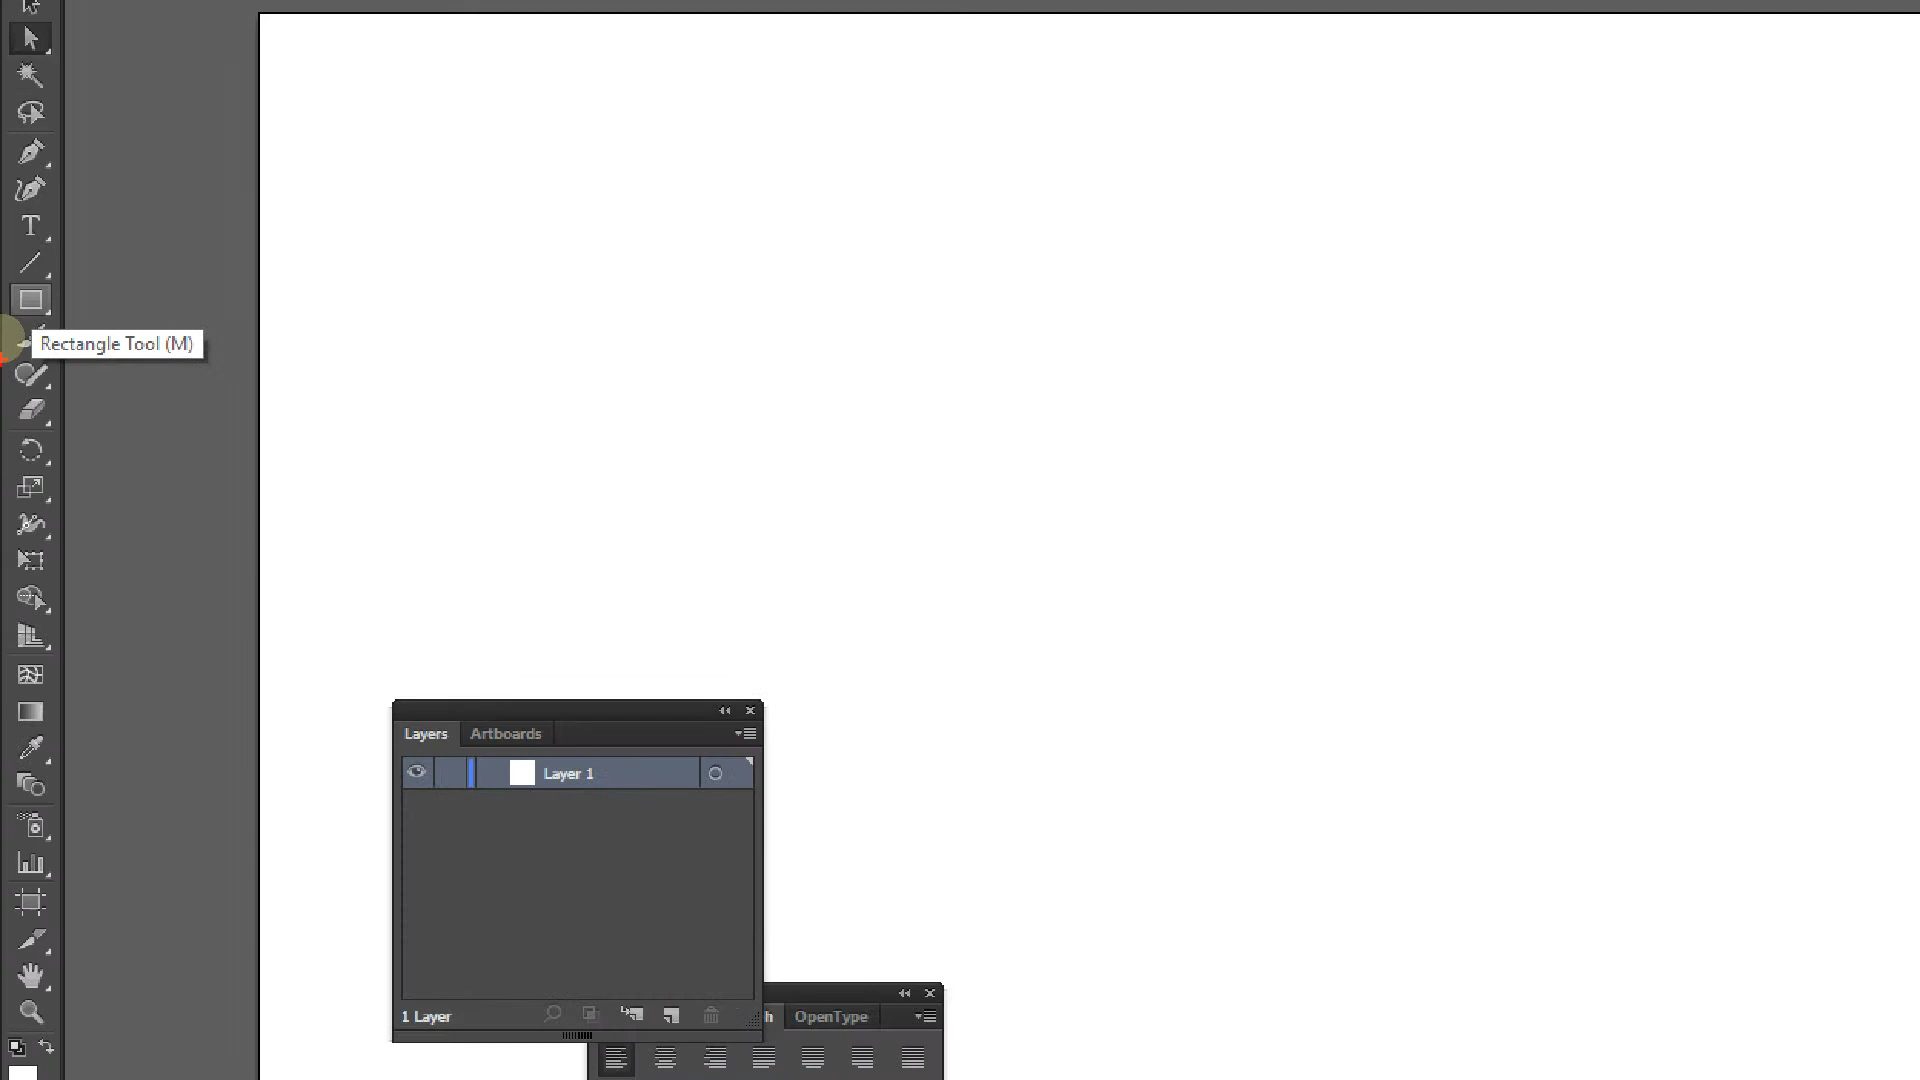 Rectangle Tool (M)
Layers Artboards
Layer 1
1 Layer
h OpenType